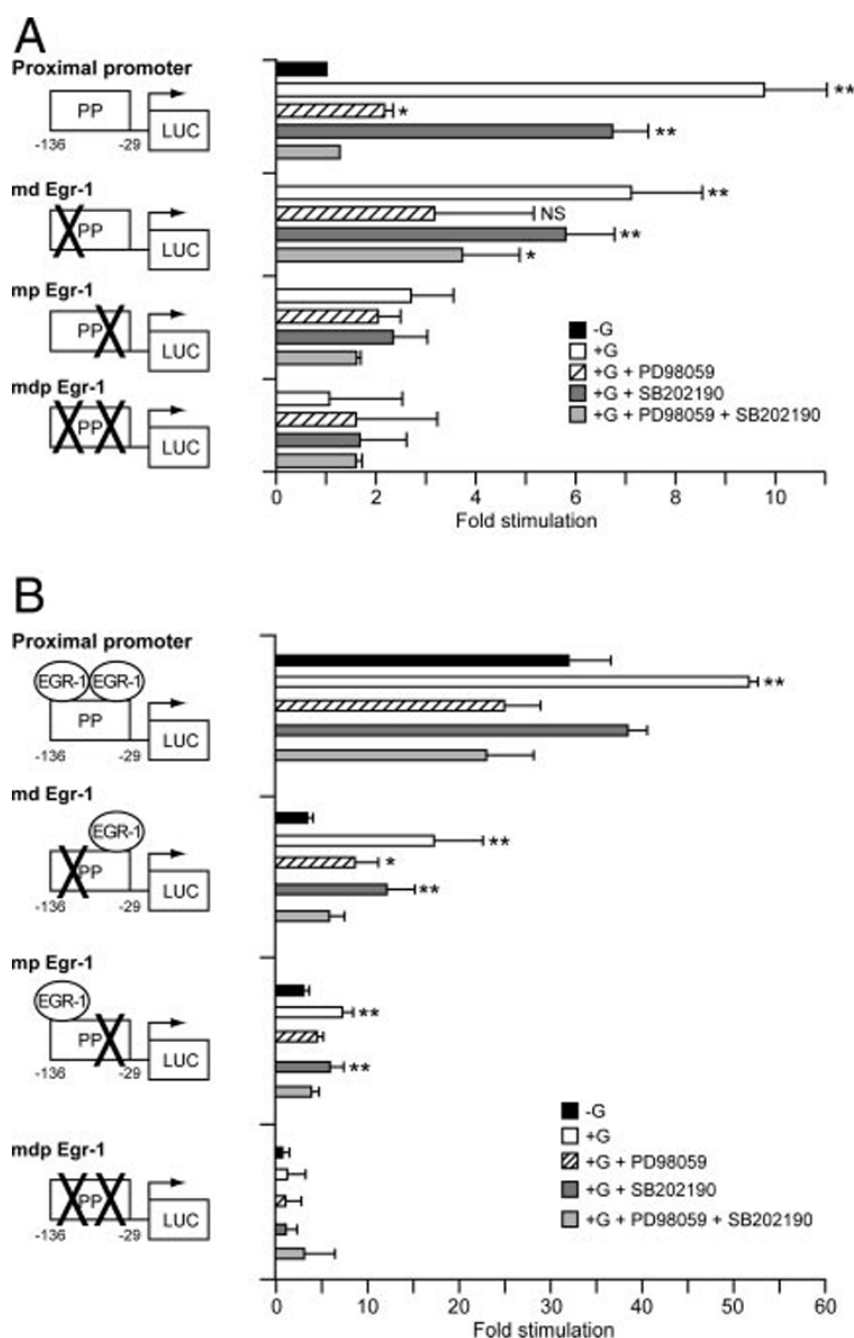 A
Proximal promoter
PP
LUC
-136 -29
**
*
**
md Egr-1
PP
LUC
**
NS
**
*
mp Egr-1
PP
LUC
mdp Egr-1
PP
LUC
-G
+G
+G + PD98059
+G + SB202190
+G + PD98059 + SB202190
0 2 4 6 8 10
Fold stimulation
B
Proximal promoter
EGR-1 EGR-1
PP
LUC
-136 -29
**
md Egr-1
EGR-1
PP
LUC
-136 -29
**
*
**
mp Egr-1
EGR-1
PP
LUC
-136 -29
**
**
mdp Egr-1
PP
LUC
-136 -29
-G
+G
+G + PD98059
+G + SB202190
+G + PD98059 + SB202190
0 10 20 30 40 50 60
Fold stimulation